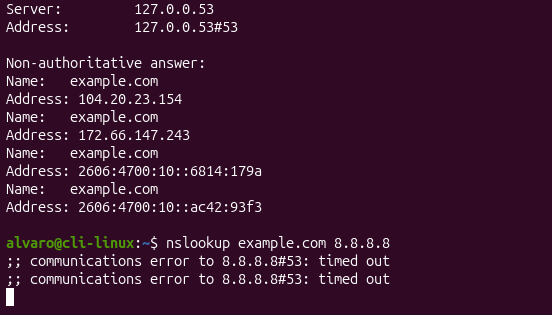 Server:         127.0.0.53
Address:        127.0.0.53#53

Non-authoritative answer:
Name:   example.com
Address: 104.20.23.154
Name:   example.com
Address: 172.66.147.243
Name:   example.com
Address: 2606:4700:10::6814:179a
Name:   example.com
Address: 2606:4700:10::ac42:93f3

alvaro@cli-linux:~$ nslookup example.com 8.8.8.8
;; communications error to 8.8.8.8#53: timed out
;; communications error to 8.8.8.8#53: timed out